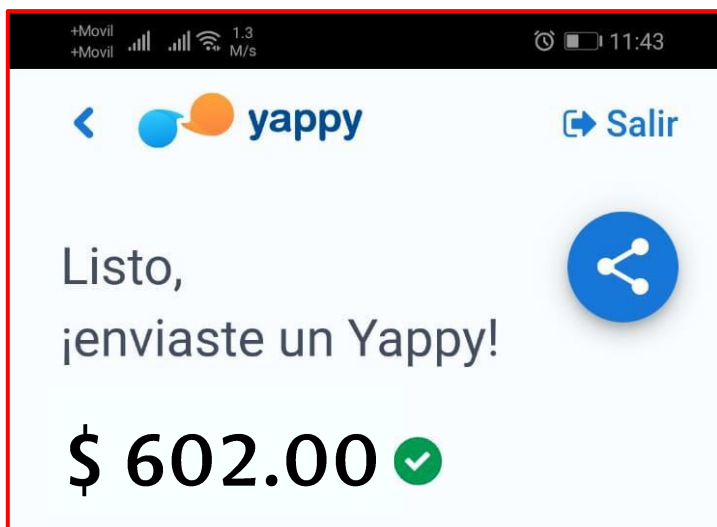 +Movil
+Movil
1.3
M/s
11:43
yappy
Salir
Listo,
¡enviaste un Yappy!
$ 602.00